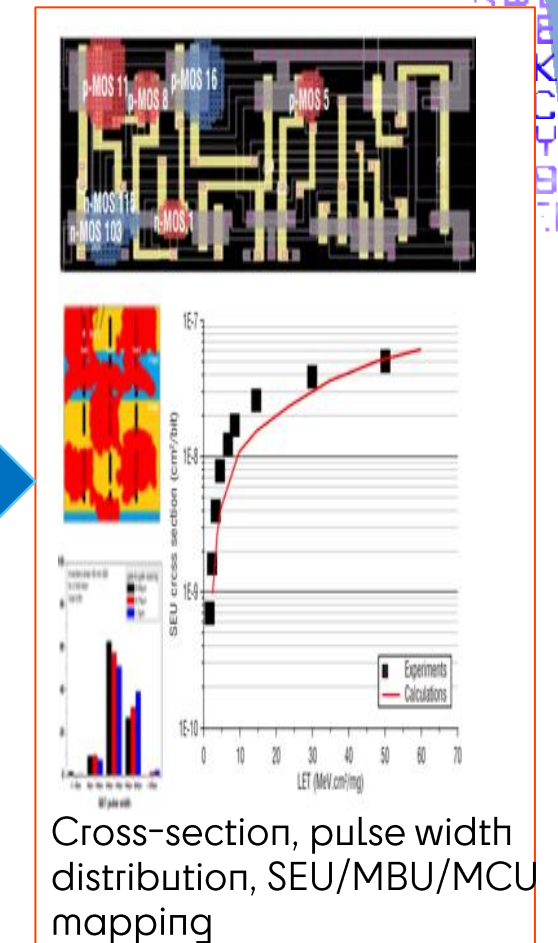 p-MOS 11
p-MOS 8
p-MOS 16
p-MOS 5
n-MOS 115
n-MOS 103
n-MOS 1
1E-7
1E-8
1E-9
1E-10
SEU cross section (cm²/bit)
0 10 20 30 40 50 60 70
LET (MeV.cm²/mg)
Experiments
Calculations
pulse width
Cross-section, pulse width
distribution, SEU/MBU/MCU
mapping